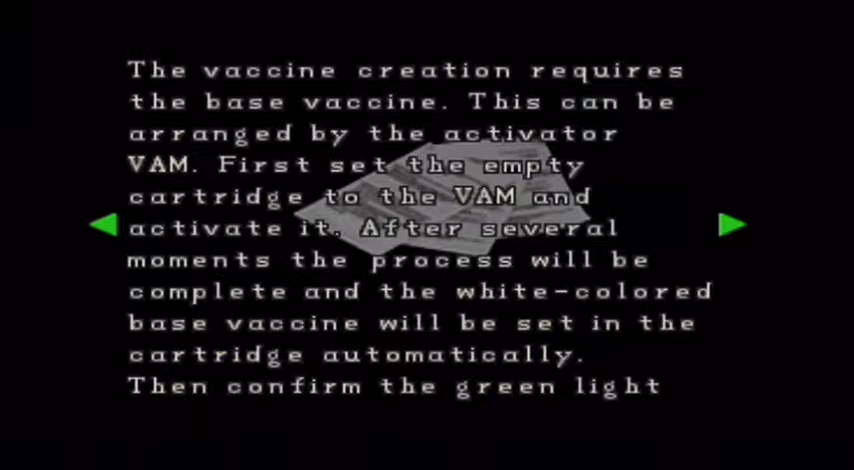 The vaccine creation requires
the base vaccine. This can be
arranged by the activator
VAM. First set the empty
cartridge to the VAM and
activate it. After several
moments the process will be
complete and the white-colored
base vaccine will be set in the
cartridge automatically.
Then confirm the green light